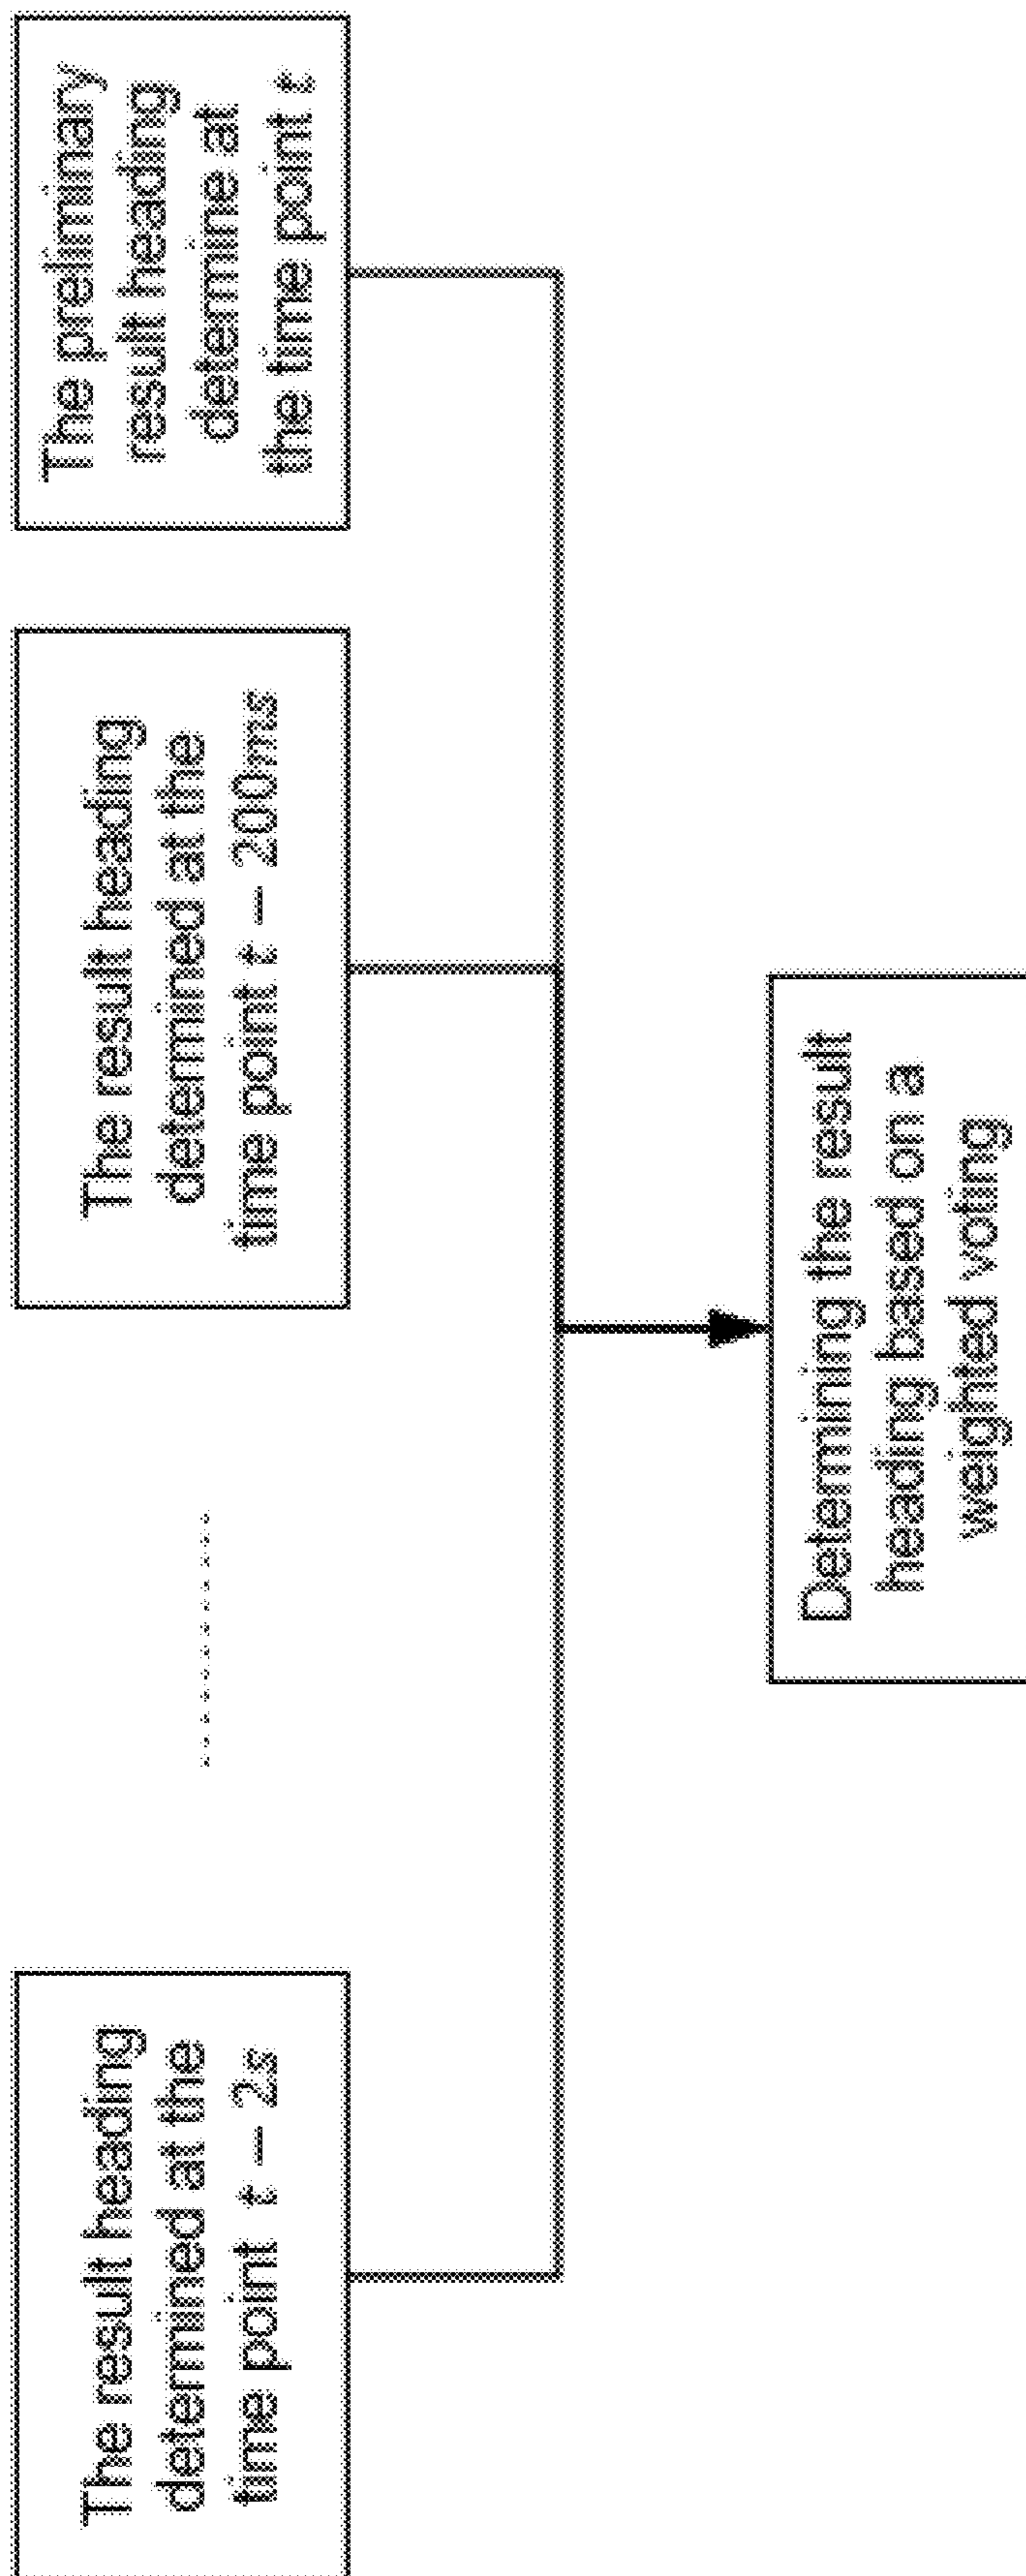 The result heading
determined at the
time point t – 2s
...........
The result heading
determined at the
time point t – 200ms
The preliminary
result heading
determine at
the time point t
Determining the result
heading based on a
weighted voting